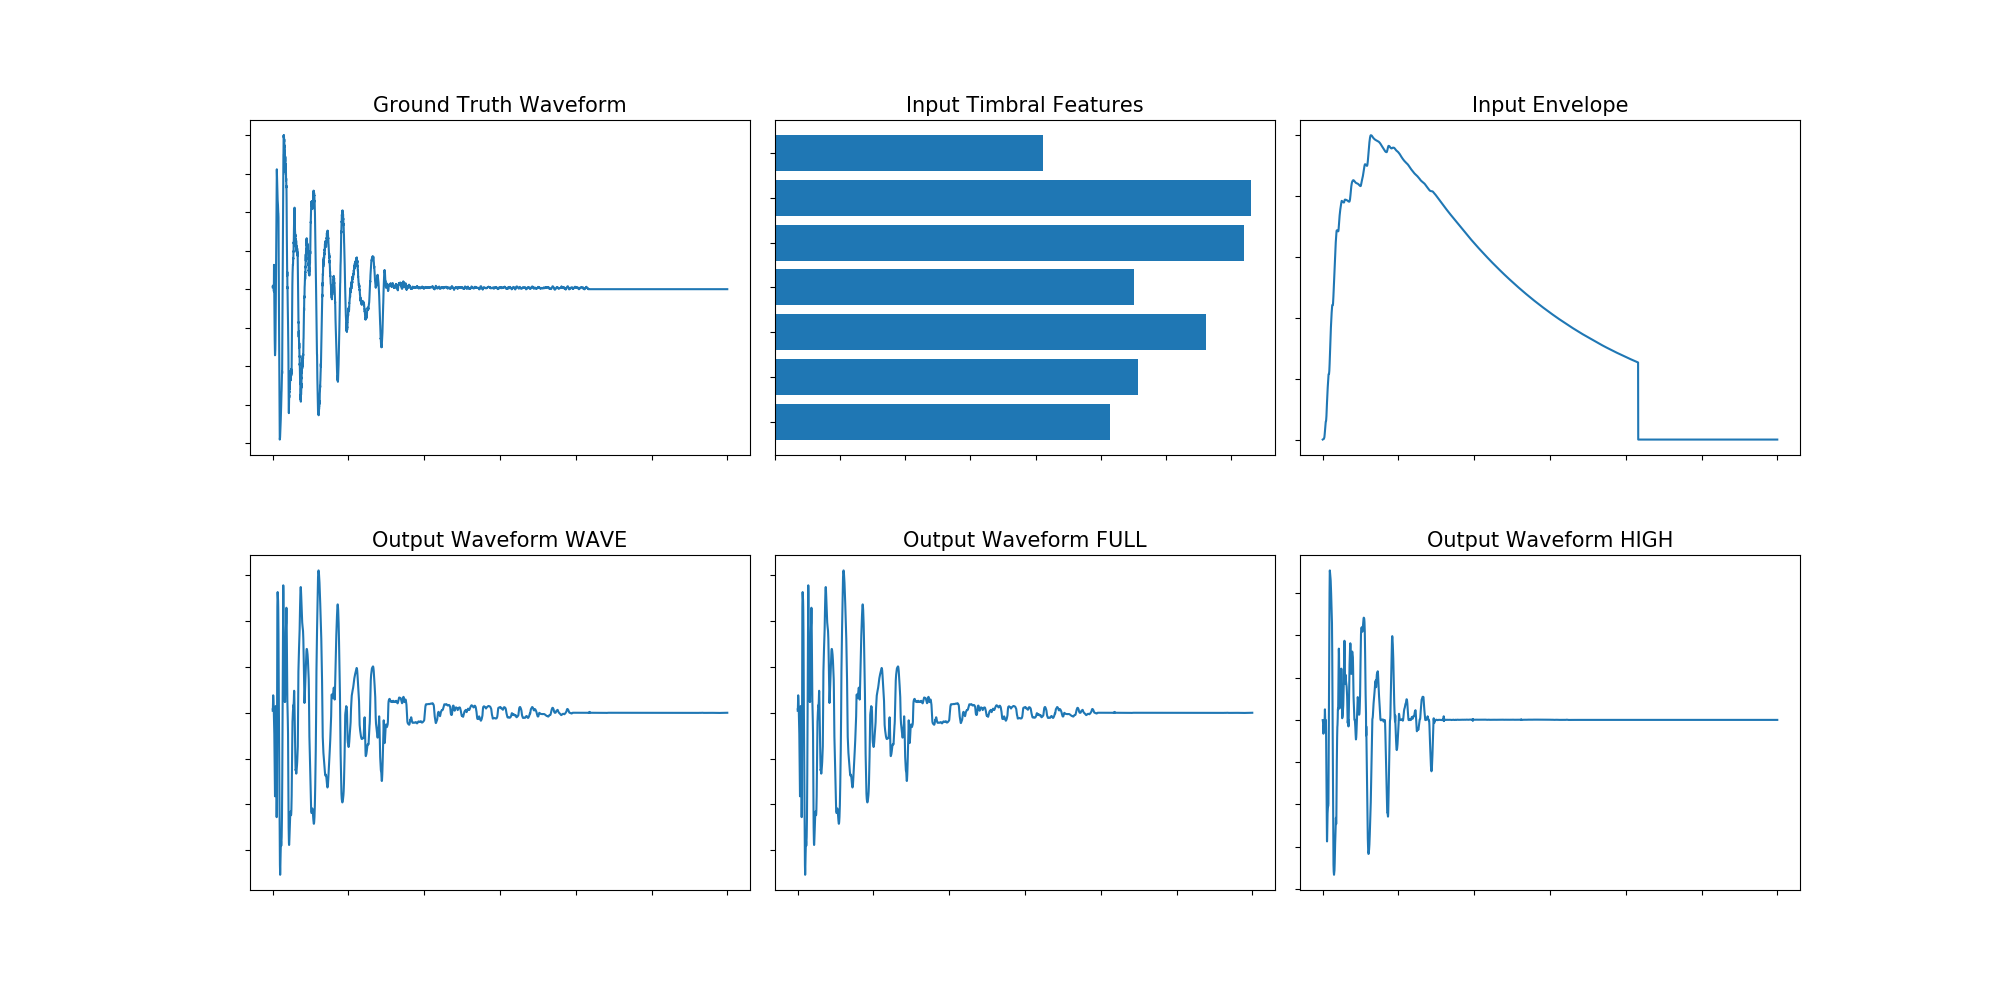 Ground Truth Waveform
Input Timbral Features
Input Envelope
Output Waveform WAVE
Output Waveform FULL
Output Waveform HIGH